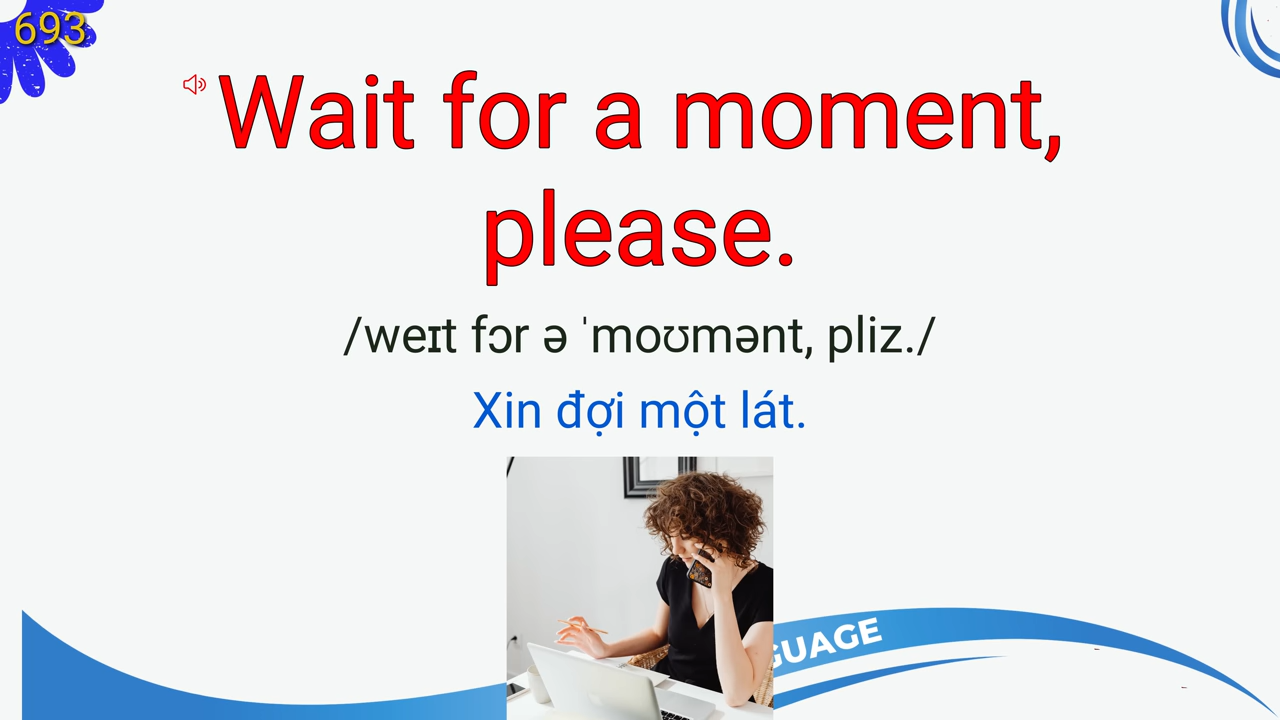 693
Wait for a moment,
please.
/weɪt fɔr ə ˈmoʊmənt, pliz./
Xin đợi một lát.
GUAGE